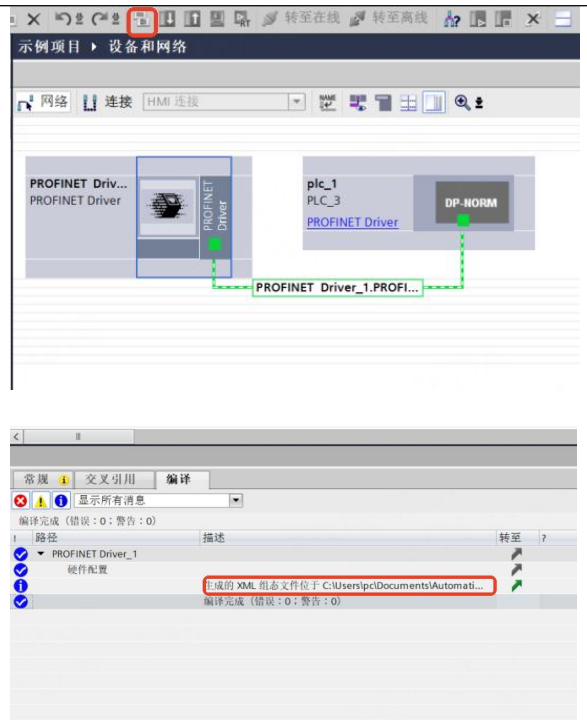 转至在线 转至离线
示例项目 ▸ 设备和网络
网络 连接 HMI 连接
PROFINET Driv...
PROFINET Driver
PROFINET Driver
plc_1
PLC_3
PROFINET Driver
DP-NORM
PROFINET Driver_1.PROFI...
常规 交叉引用 编译
显示所有消息
编译完成（错误：0；警告：0）
! 路径 描述 转至 ?
PROFINET Driver_1
硬件配置
生成的 XML 组态文件位于 C:\Users\pc\Documents\Automati...
编译完成（错误：0；警告：0）